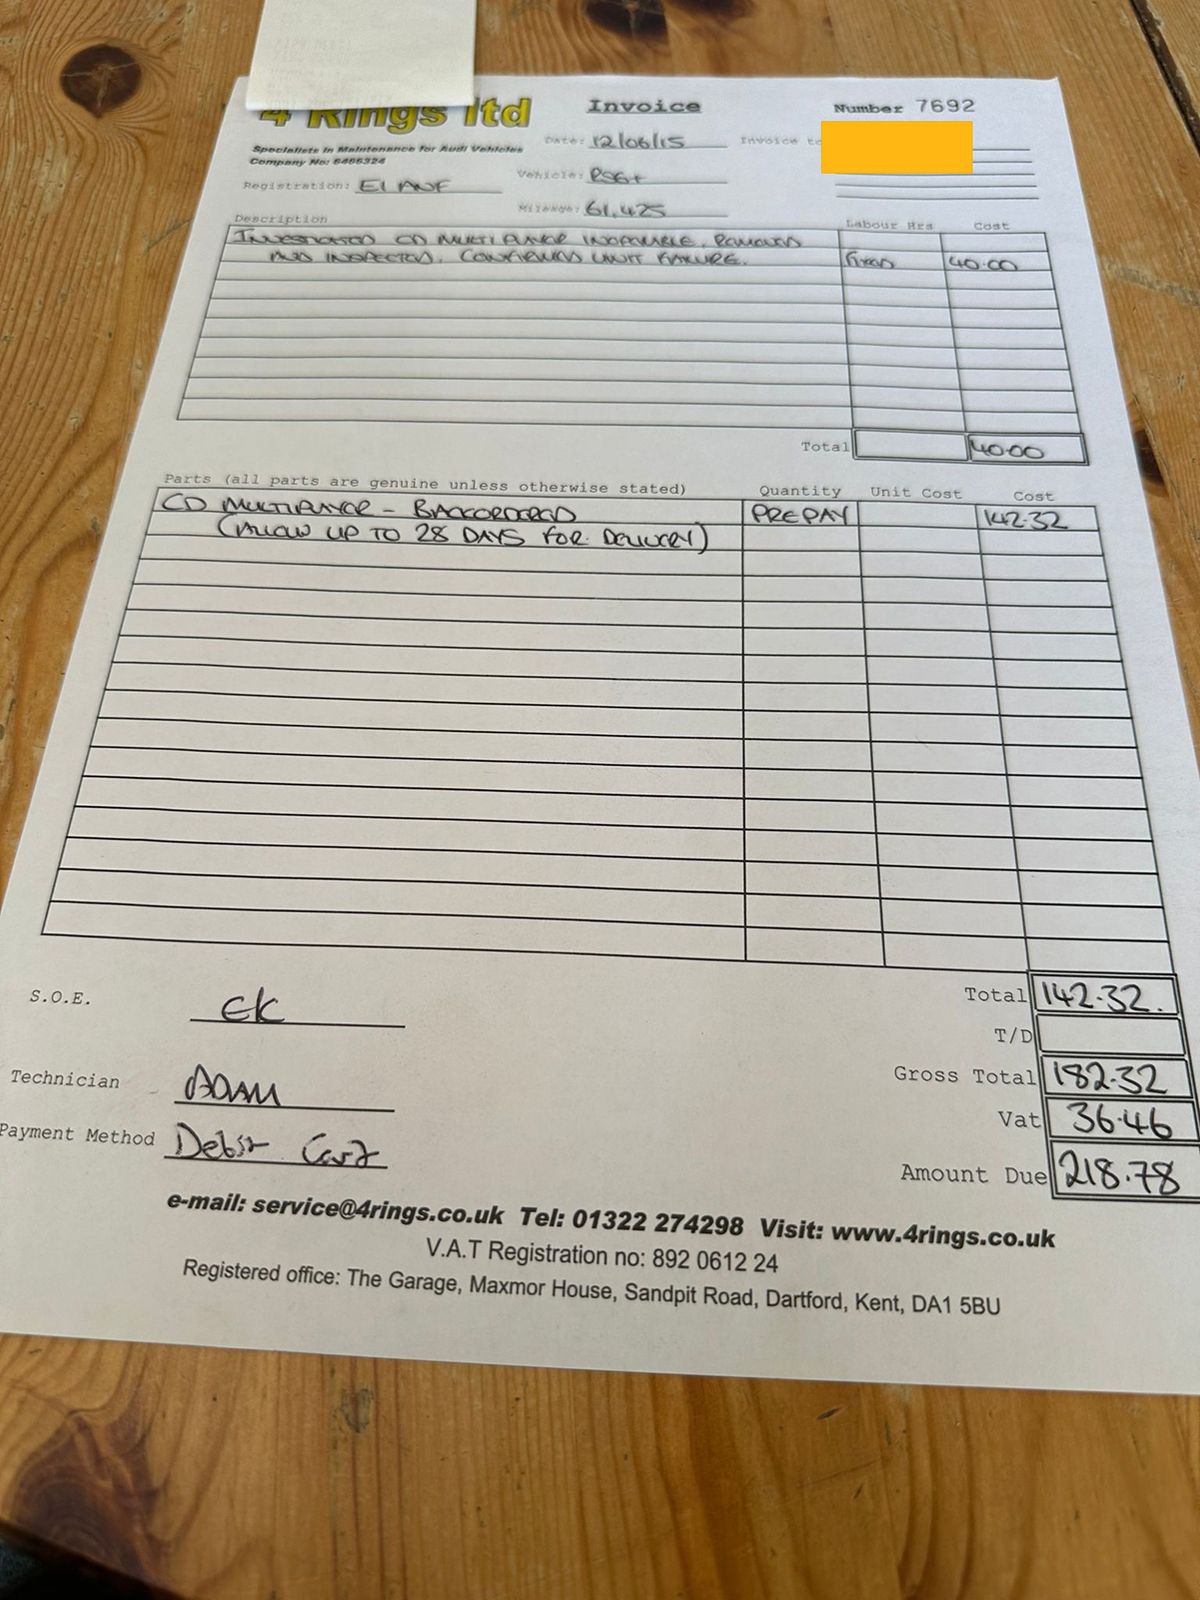 4 Rings ltd
Invoice
Number 7692
Specialists in Maintenance for Audi Vehicles
Company No: 6466324
Date: 12/06/15
Invoice to
Registration: E1 ANF
Vehicle: RS6+
Mileage: 61,425
Description
Labour Hrs
Cost
INVESTIGATED CD MULTIPLAYOR INOPERABLE. REMOVED
AND INSPECTED. CONFIRMED UNIT FAILURE.
Fixed
40.00
Total
40.00
Parts (all parts are genuine unless otherwise stated)
Quantity
Unit Cost
Cost
CD MULTIPLAYOR - BACKORDERED
PREPAY
142.32
(ALLOW UP TO 28 DAYS FOR DELIVERY)
S.O.E.
EK
Technician
ADAM
Payment Method
Debit Card
Total
142.32.
T/D
Gross Total
182.32
Vat
36.46
Amount Due
218.78
e-mail: service@4rings.co.uk Tel: 01322 274298 Visit: www.4rings.co.uk
V.A.T Registration no: 892 0612 24
Registered office: The Garage, Maxmor House, Sandpit Road, Dartford, Kent, DA1 5BU